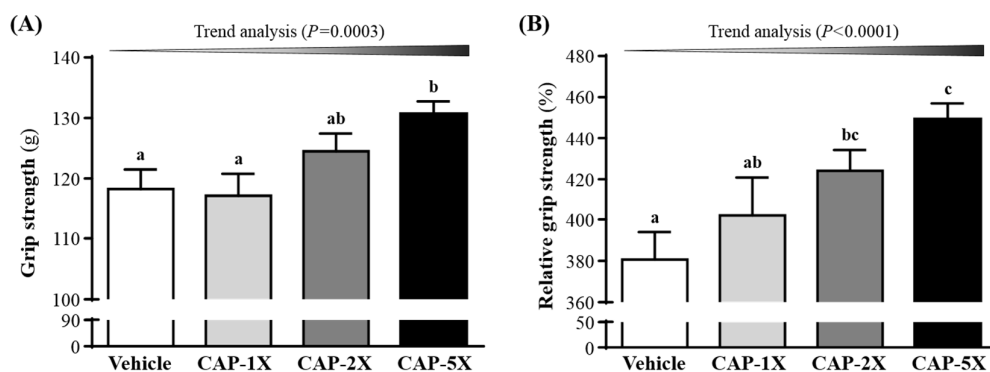 (A)
Trend analysis (P=0.0003)
Grip strength (g)
140
130
120
110
100
90
0
a
a
ab
b
Vehicle CAP-1X CAP-2X CAP-5X
(B)
Trend analysis (P<0.0001)
Relative grip strength (%)
480
460
440
420
400
380
360
50
0
a
ab
bc
c
Vehicle CAP-1X CAP-2X CAP-5X